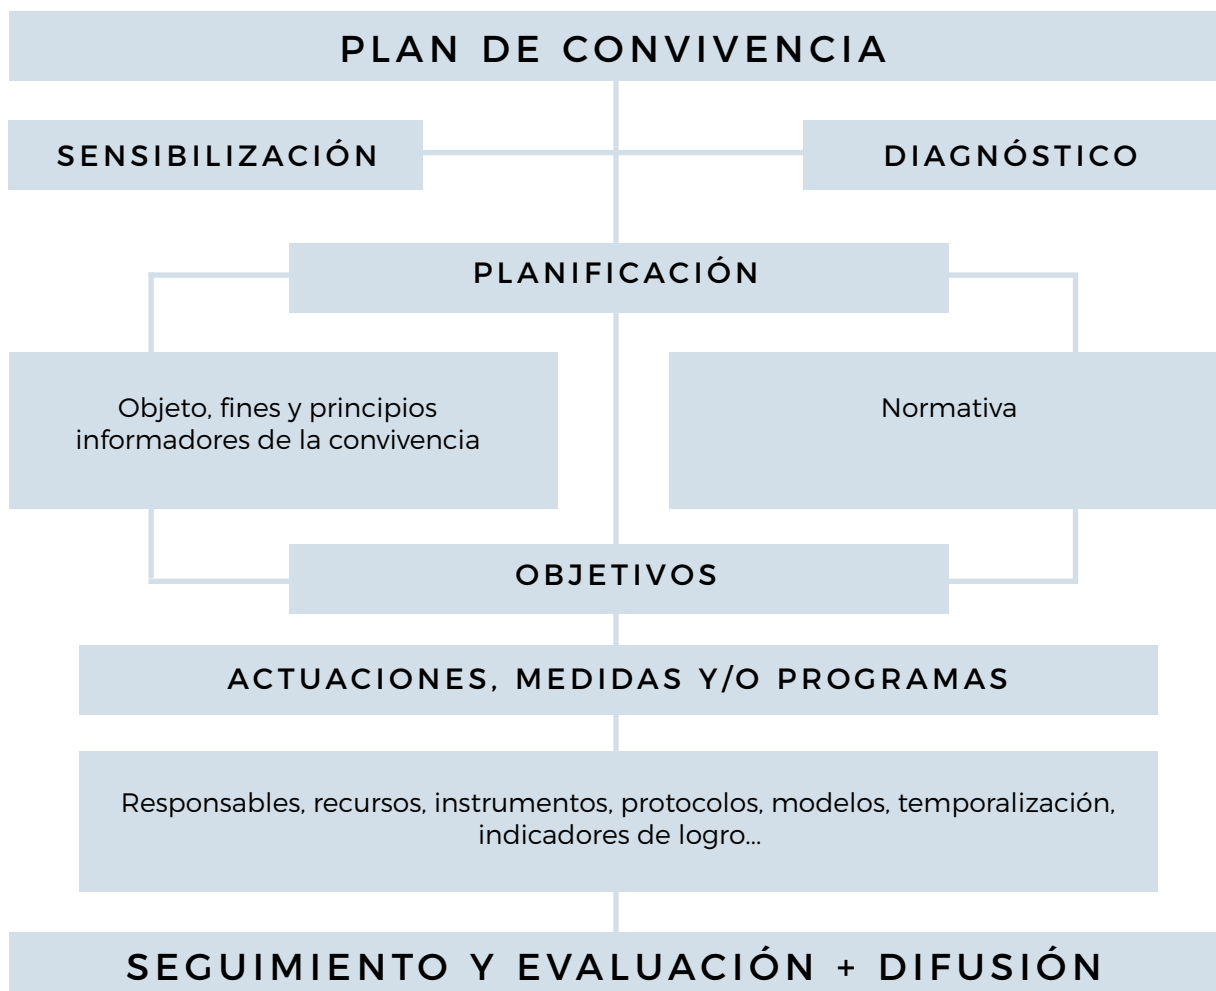 PLAN DE CONVIVENCIA
SENSIBILIZACIÓN
DIAGNÓSTICO
PLANIFICACIÓN
Objeto, fines y principios
informadores de la convivencia
Normativa
OBJETIVOS
ACTUACIONES, MEDIDAS Y/O PROGRAMAS
Responsables, recursos, instrumentos, protocolos, modelos, temporalización,
indicadores de logro...
SEGUIMIENTO Y EVALUACIÓN + DIFUSIÓN